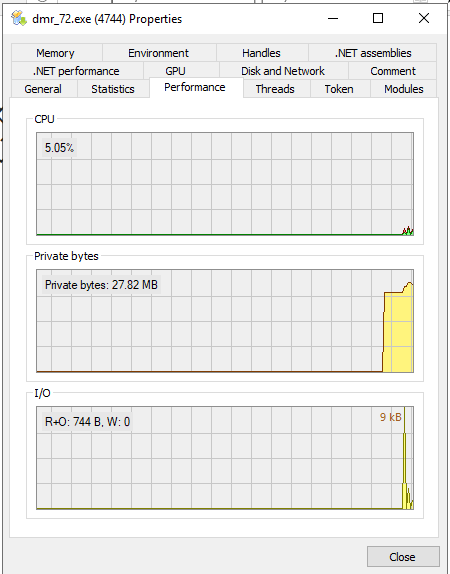 dmr_72.exe (4744) Properties
Memory Environment Handles .NET assemblies
.NET performance GPU Disk and Network Comment
General Statistics Performance Threads Token Modules
CPU
5.05%
Private bytes
Private bytes: 27.82 MB
I/O
R+O: 744 B, W: 0
9 kB
Close